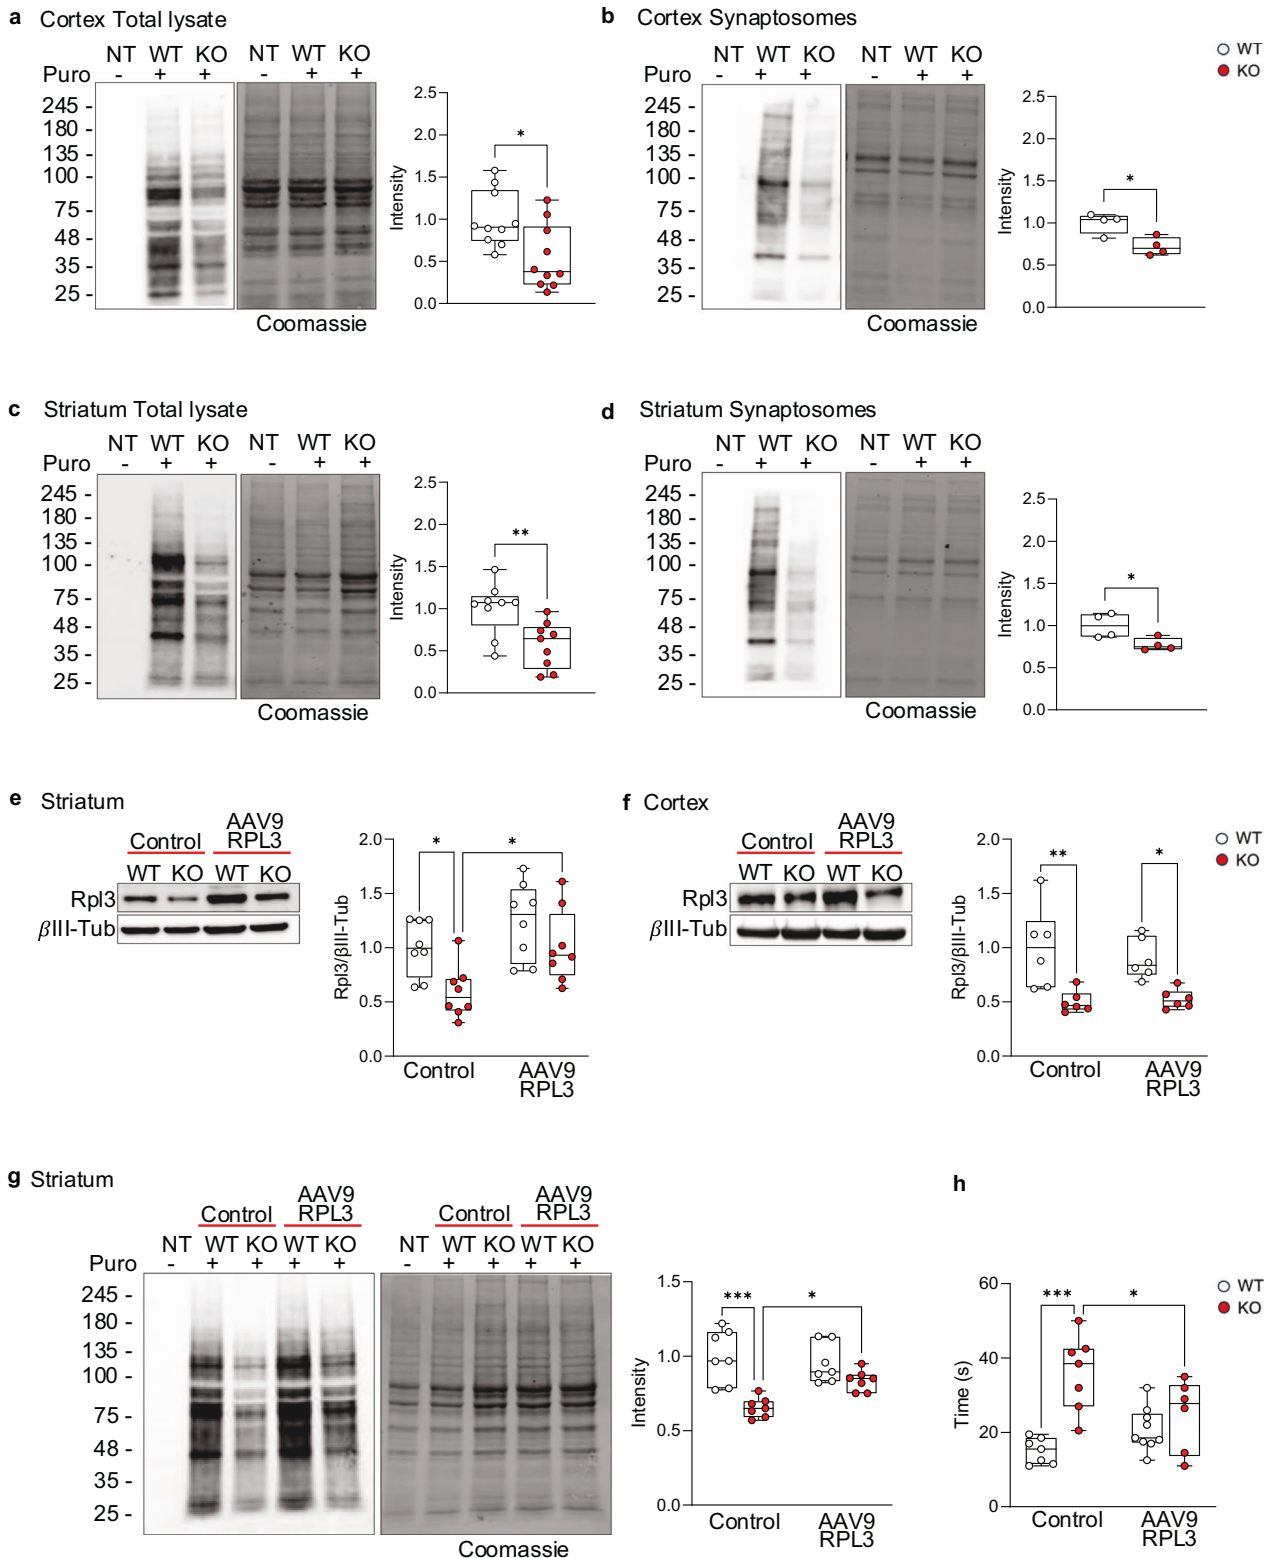 a Cortex Total lysate
NT WT KO NT WT KO
Puro - + + - + +
245 -
180 -
135 -
100 -
75 -
48 -
35 -
25 -
Coomassie
Intensity
2.5
2.0
1.5
1.0
0.5
0.0
*
b Cortex Synaptosomes
NT WT KO NT WT KO
Puro - + + - + +
245 -
180 -
135 -
100 -
75 -
48 -
35 -
25 -
Coomassie
Intensity
2.5
2.0
1.5
1.0
0.5
0.0
*
WT
KO
c Striatum Total lysate
NT WT KO NT WT KO
Puro - + + - + +
245 -
180 -
135 -
100 -
75 -
48 -
35 -
25 -
Coomassie
Intensity
2.5
2.0
1.5
1.0
0.5
0.0
**
d Striatum Synaptosomes
NT WT KO NT WT KO
Puro - + + - + +
245 -
180 -
135 -
100 -
75 -
48 -
35 -
25 -
Coomassie
Intensity
2.5
2.0
1.5
1.0
0.5
0.0
*
e Striatum
Control AAV9
RPL3
WT KO WT KO
Rpl3
βIII-Tub
Rpl3/βIII-Tub
2.0
1.5
1.0
0.5
0.0
* *
Control AAV9
RPL3
f Cortex
Control AAV9
RPL3
WT KO WT KO
Rpl3
βIII-Tub
Rpl3/βIII-Tub
2.0
1.5
1.0
0.5
0.0
** *
Control AAV9
RPL3
WT
KO
g Striatum
Control AAV9
RPL3
Control AAV9
RPL3
NT WT KO WT KO NT WT KO WT KO
Puro - + + + + - + + + +
245 -
180 -
135 -
100 -
75 -
48 -
35 -
25 -
Coomassie
Intensity
1.5
1.0
0.5
0.0
*** *
Control AAV9
RPL3
h
Time (s)
60
40
20
0
*** *
Control AAV9
RPL3
WT
KO